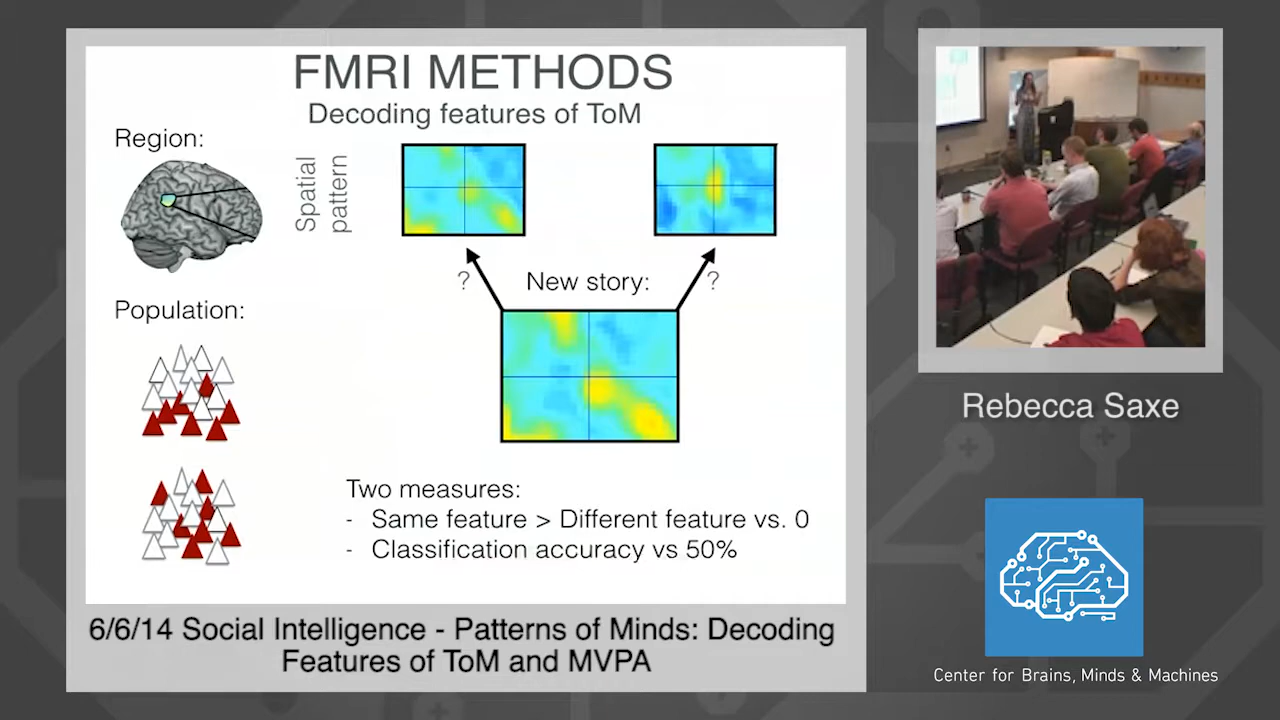 FMRI METHODS
Decoding features of ToM
Region:
Spatial
pattern
?
New story:
?
Population:
Two measures:
- Same feature > Different feature vs. 0
- Classification accuracy vs 50%
6/6/14 Social Intelligence - Patterns of Minds: Decoding
Features of ToM and MVPA
Rebecca Saxe
Center for Brains, Minds & Machines